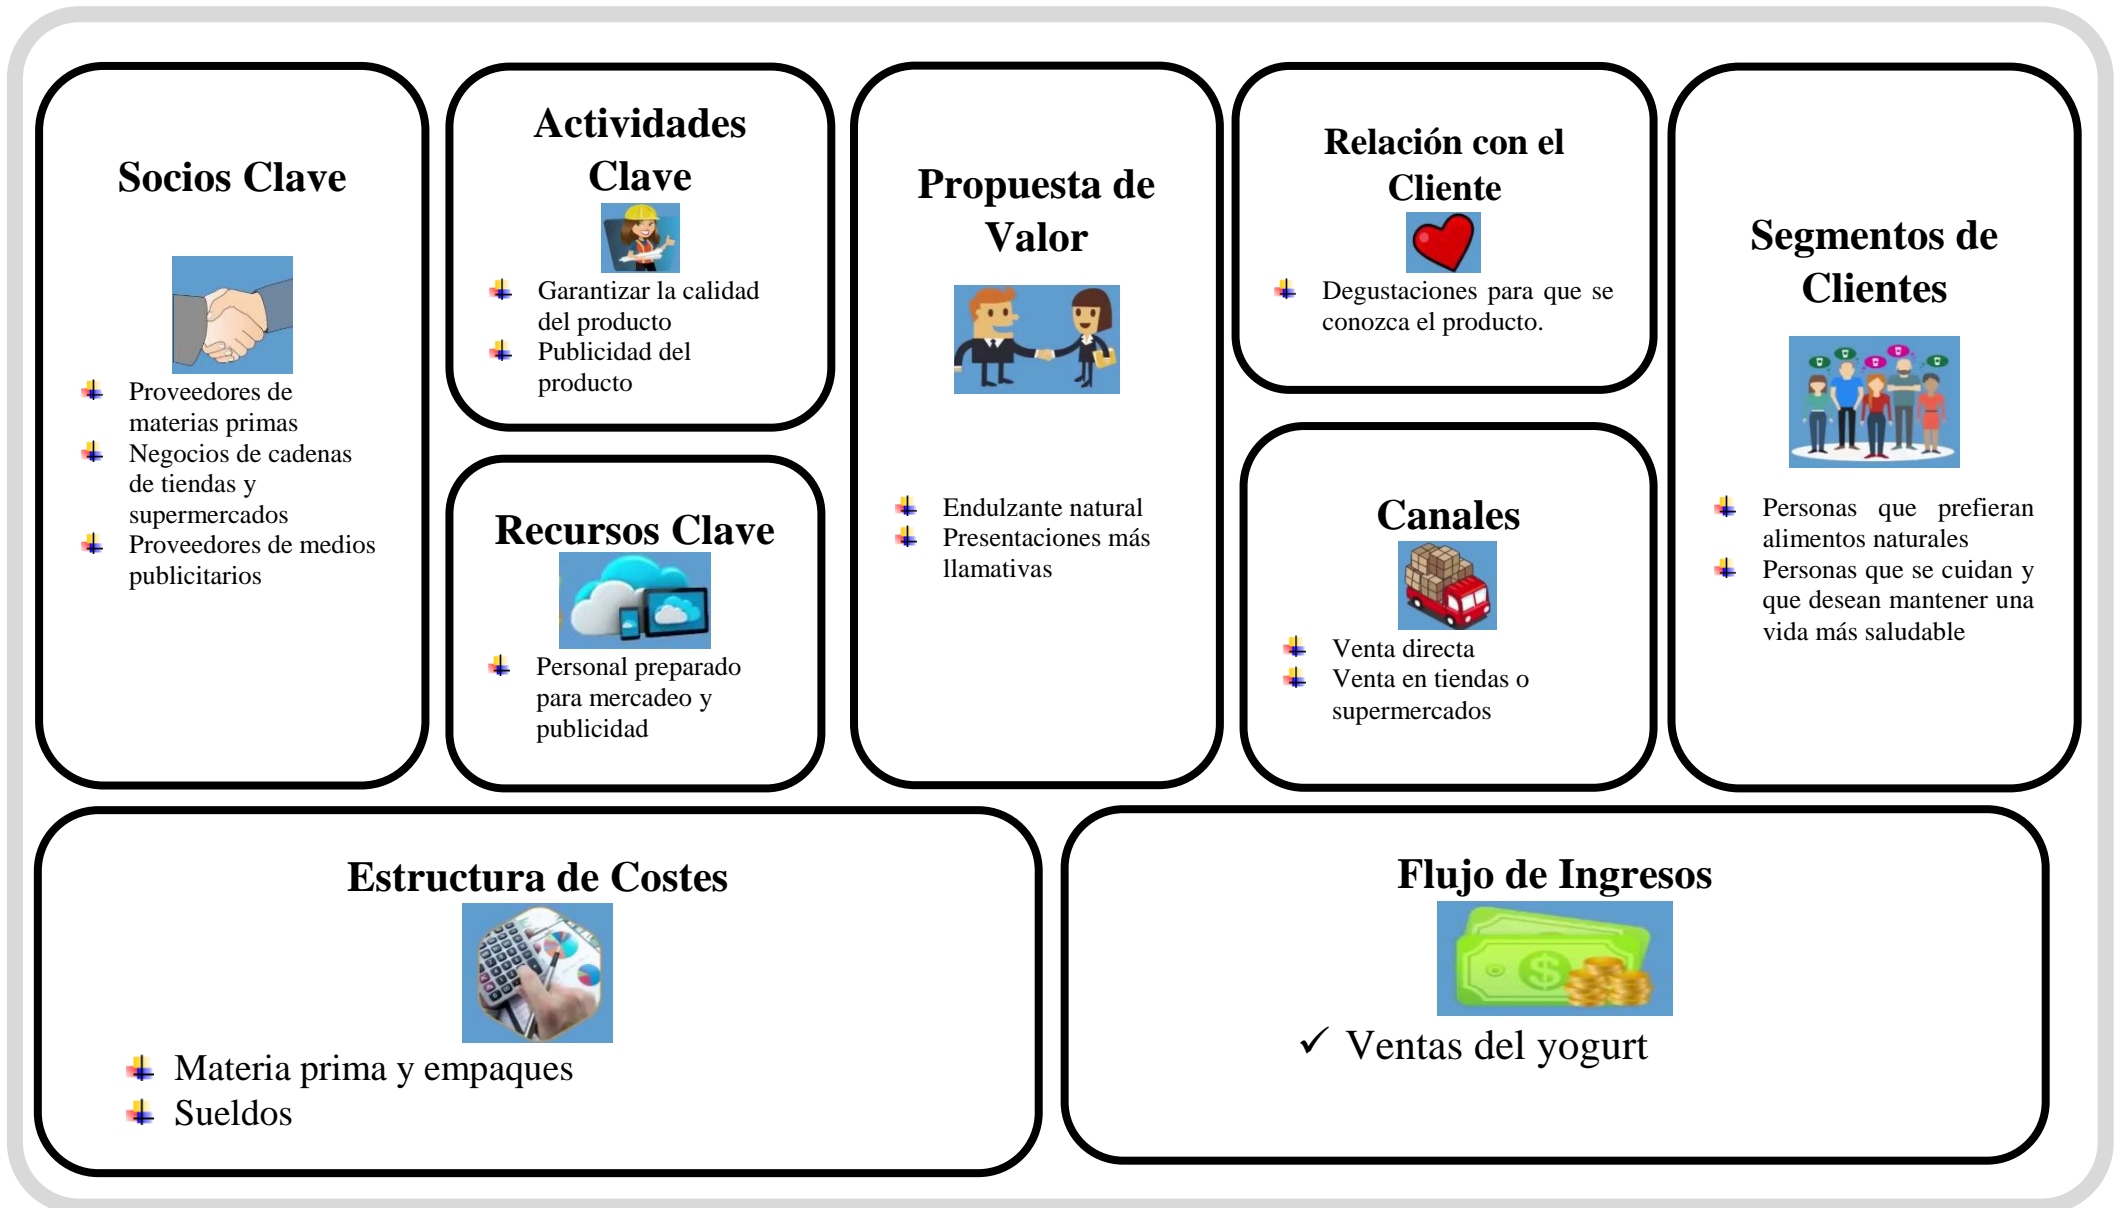 Socios Clave
Proveedores de
materias primas
Negocios de cadenas
de tiendas y
supermercados
Proveedores de medios
publicitarios
Actividades
Clave
Garantizar la calidad
del producto
Publicidad del
producto
Recursos Clave
Personal preparado
para mercadeo y
publicidad
Propuesta de
Valor
Endulzante natural
Presentaciones más
llamativas
Relación con el
Cliente
Degustaciones para que se
conozca el producto.
Canales
Venta directa
Venta en tiendas o
supermercados
Segmentos de
Clientes
Personas que prefieran
alimentos naturales
Personas que se cuidan y
que desean mantener una
vida más saludable
Estructura de Costes
Materia prima y empaques
Sueldos
Flujo de Ingresos
$
✓ Ventas del yogurt